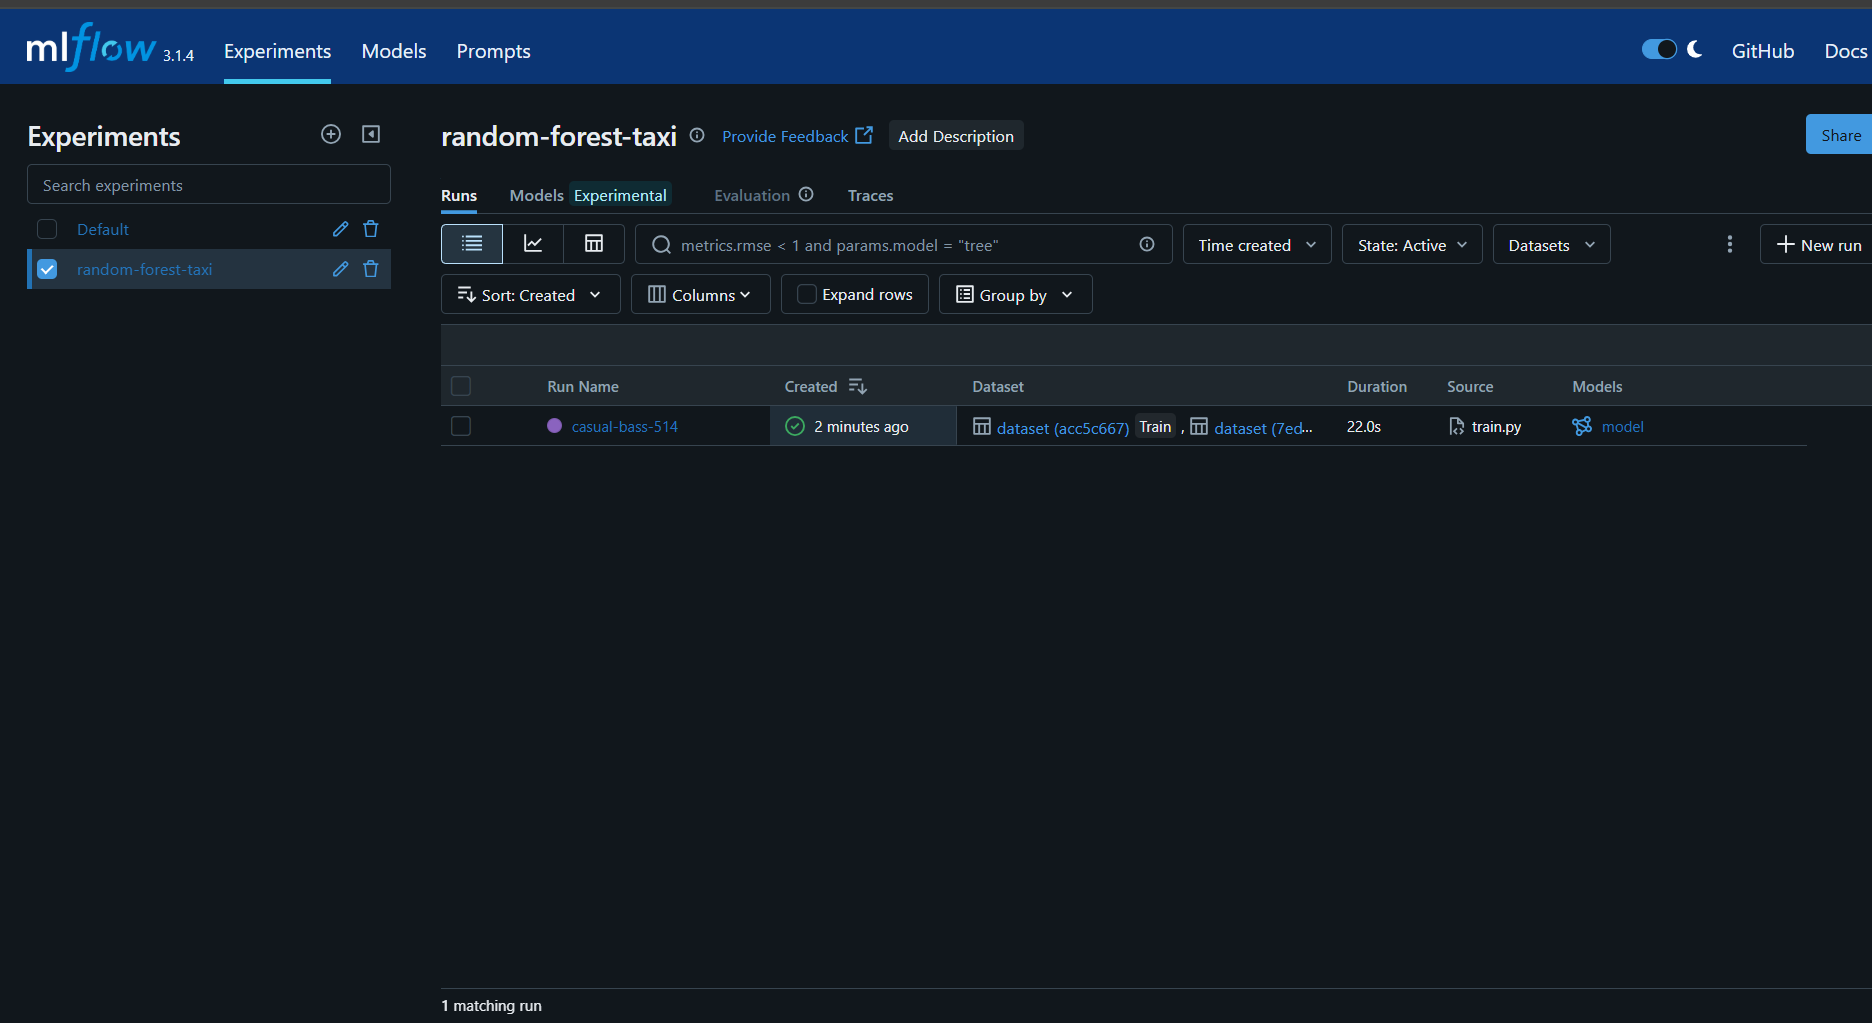 mlflow 3.1.4 Experiments Models Prompts GitHub Docs
Experiments
Search experiments
Default
random-forest-taxi
random-forest-taxi Provide Feedback Add Description Share
Runs Models Experimental Evaluation Traces
metrics.rmse < 1 and params.model = "tree" Time created State: Active Datasets New run
Sort: Created Columns Expand rows Group by
Run Name Created Dataset Duration Source Models
casual-bass-514 2 minutes ago dataset (acc5c667) Train , dataset (7ed... 22.0s train.py model
1 matching run